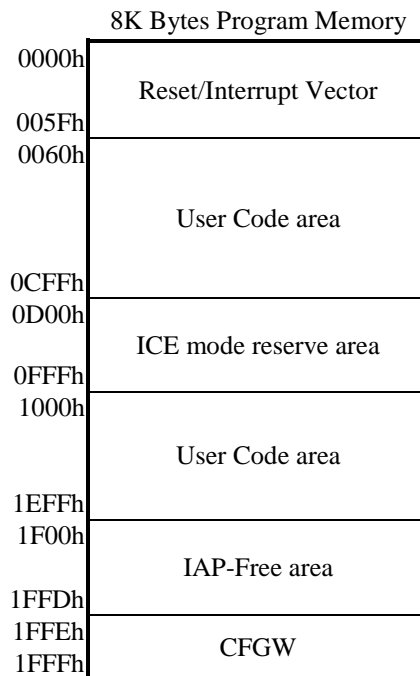 8K Bytes Program Memory
0000h
Reset/Interrupt Vector
005Fh
0060h
User Code area
0CFFh
0D00h
ICE mode reserve area
0FFFh
1000h
User Code area
1EFFh
1F00h
IAP-Free area
1FFDh
1FFEh
CFGW
1FFFh